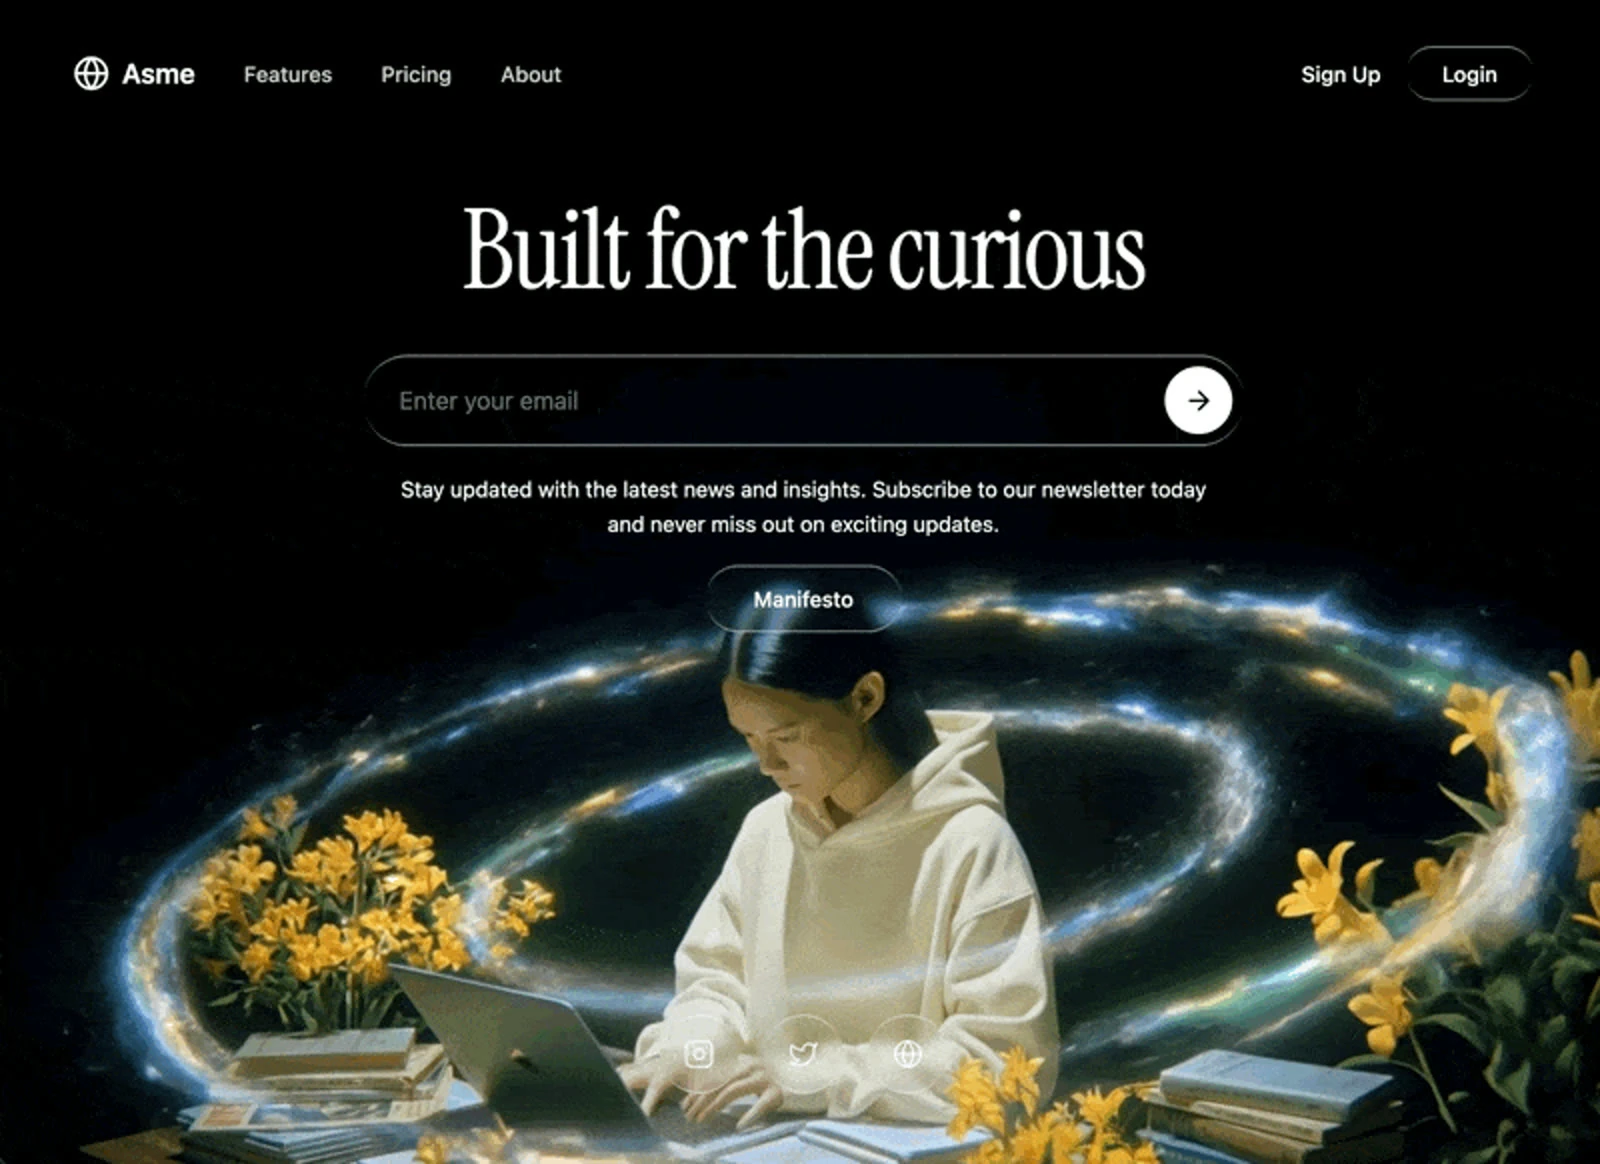 Asme
Features
Pricing
About
Sign Up
Login
Built for the curious
Enter your email
Stay updated with the latest news and insights. Subscribe to our newsletter today
and never miss out on exciting updates.
Manifesto